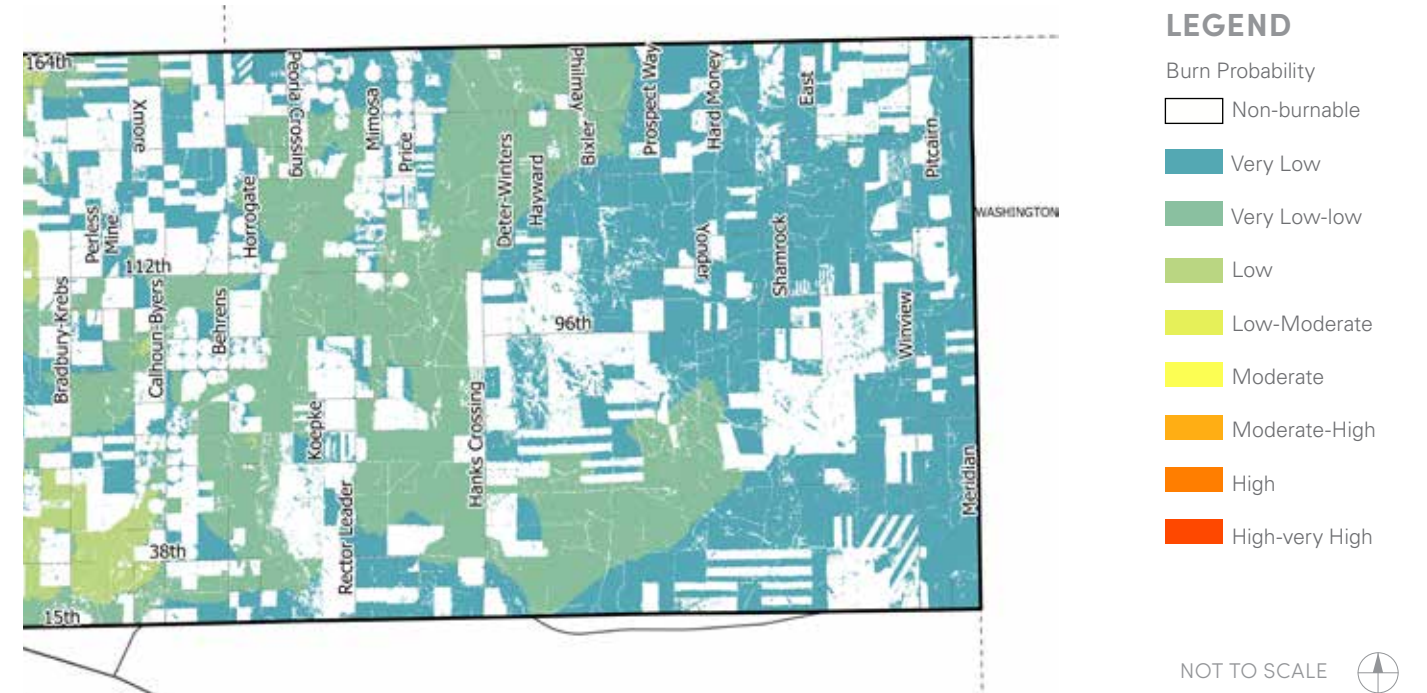 164th
Xmore
Peoria Crossing
Mimosa
Price
Philmay
Bixler
Prospect Way
Hard Money
East
Pitcairn
Deter-Winters
Hayward
Horrogate
Perless
Mine
112th
WASHINGTON
Yonder
Shamrock
Bradbury-Krebs
Calhoun-Byers
Behrens
96th
Winview
Koepke
Hanks Crossing
Meridian
Rector Leader
38th
15th
LEGEND
Burn Probability
Non-burnable
Very Low
Very Low-low
Low
Low-Moderate
Moderate
Moderate-High
High
High-very High
NOT TO SCALE